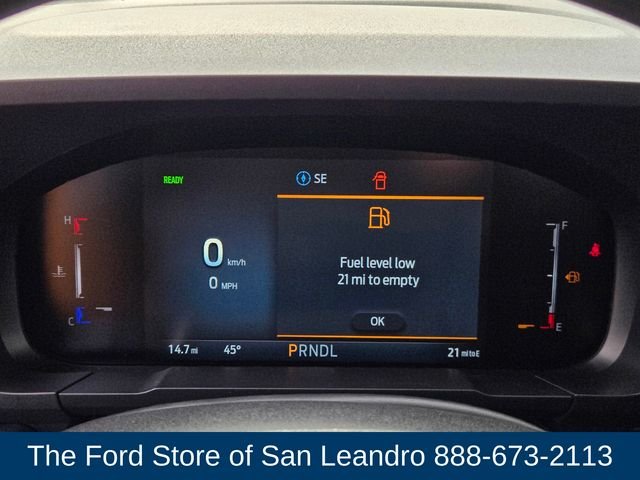 READY
SE
H
F
0 km/h
0 MPH
Fuel level low
21 mi to empty
OK
C
E
14.7 mi 45° PRNDL 21 mi to E
The Ford Store of San Leandro 888-673-2113